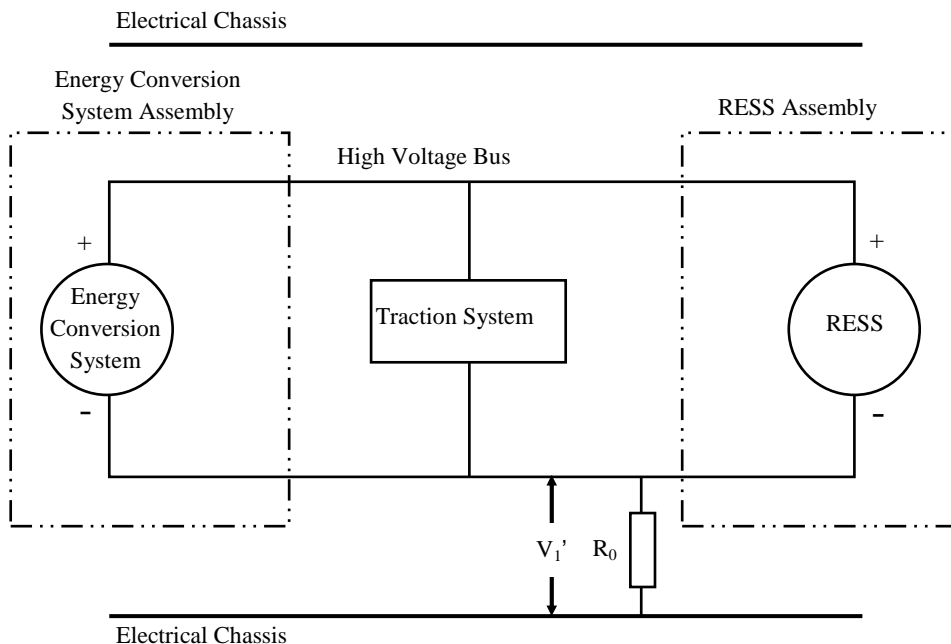 Electrical Chassis
Energy Conversion
System Assembly
RESS Assembly
High Voltage Bus
+
+
Energy
Conversion
System
Traction System
RESS
-
-
V₁’
R₀
Electrical Chassis